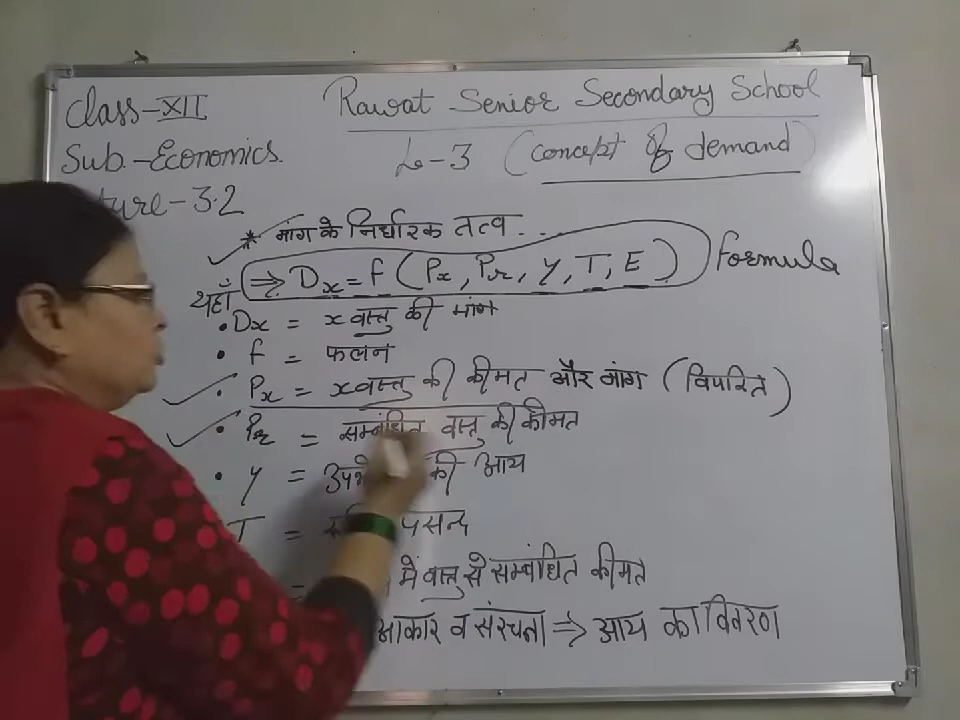 Class-XII Rawat Senior Secondary School
Sub.-Economics. L-3 (Concept of demand)
ture-3.2
* मांग के निर्धारक तत्व....
⇒ Dx = f (Px, Pr, Y, T, E) Formula
यहाँ
• Dx = x वस्तु की मांग
• f = फलन
• Px = x वस्तु की कीमत और मांग (विपरित)
• Pr = सम्बंधित वस्तु की कीमत
• y = की आय
T = पसन्द
= में वस्तु से सम्बंधित कीमत
आकार व संरचना ⇒ आय का वितरण